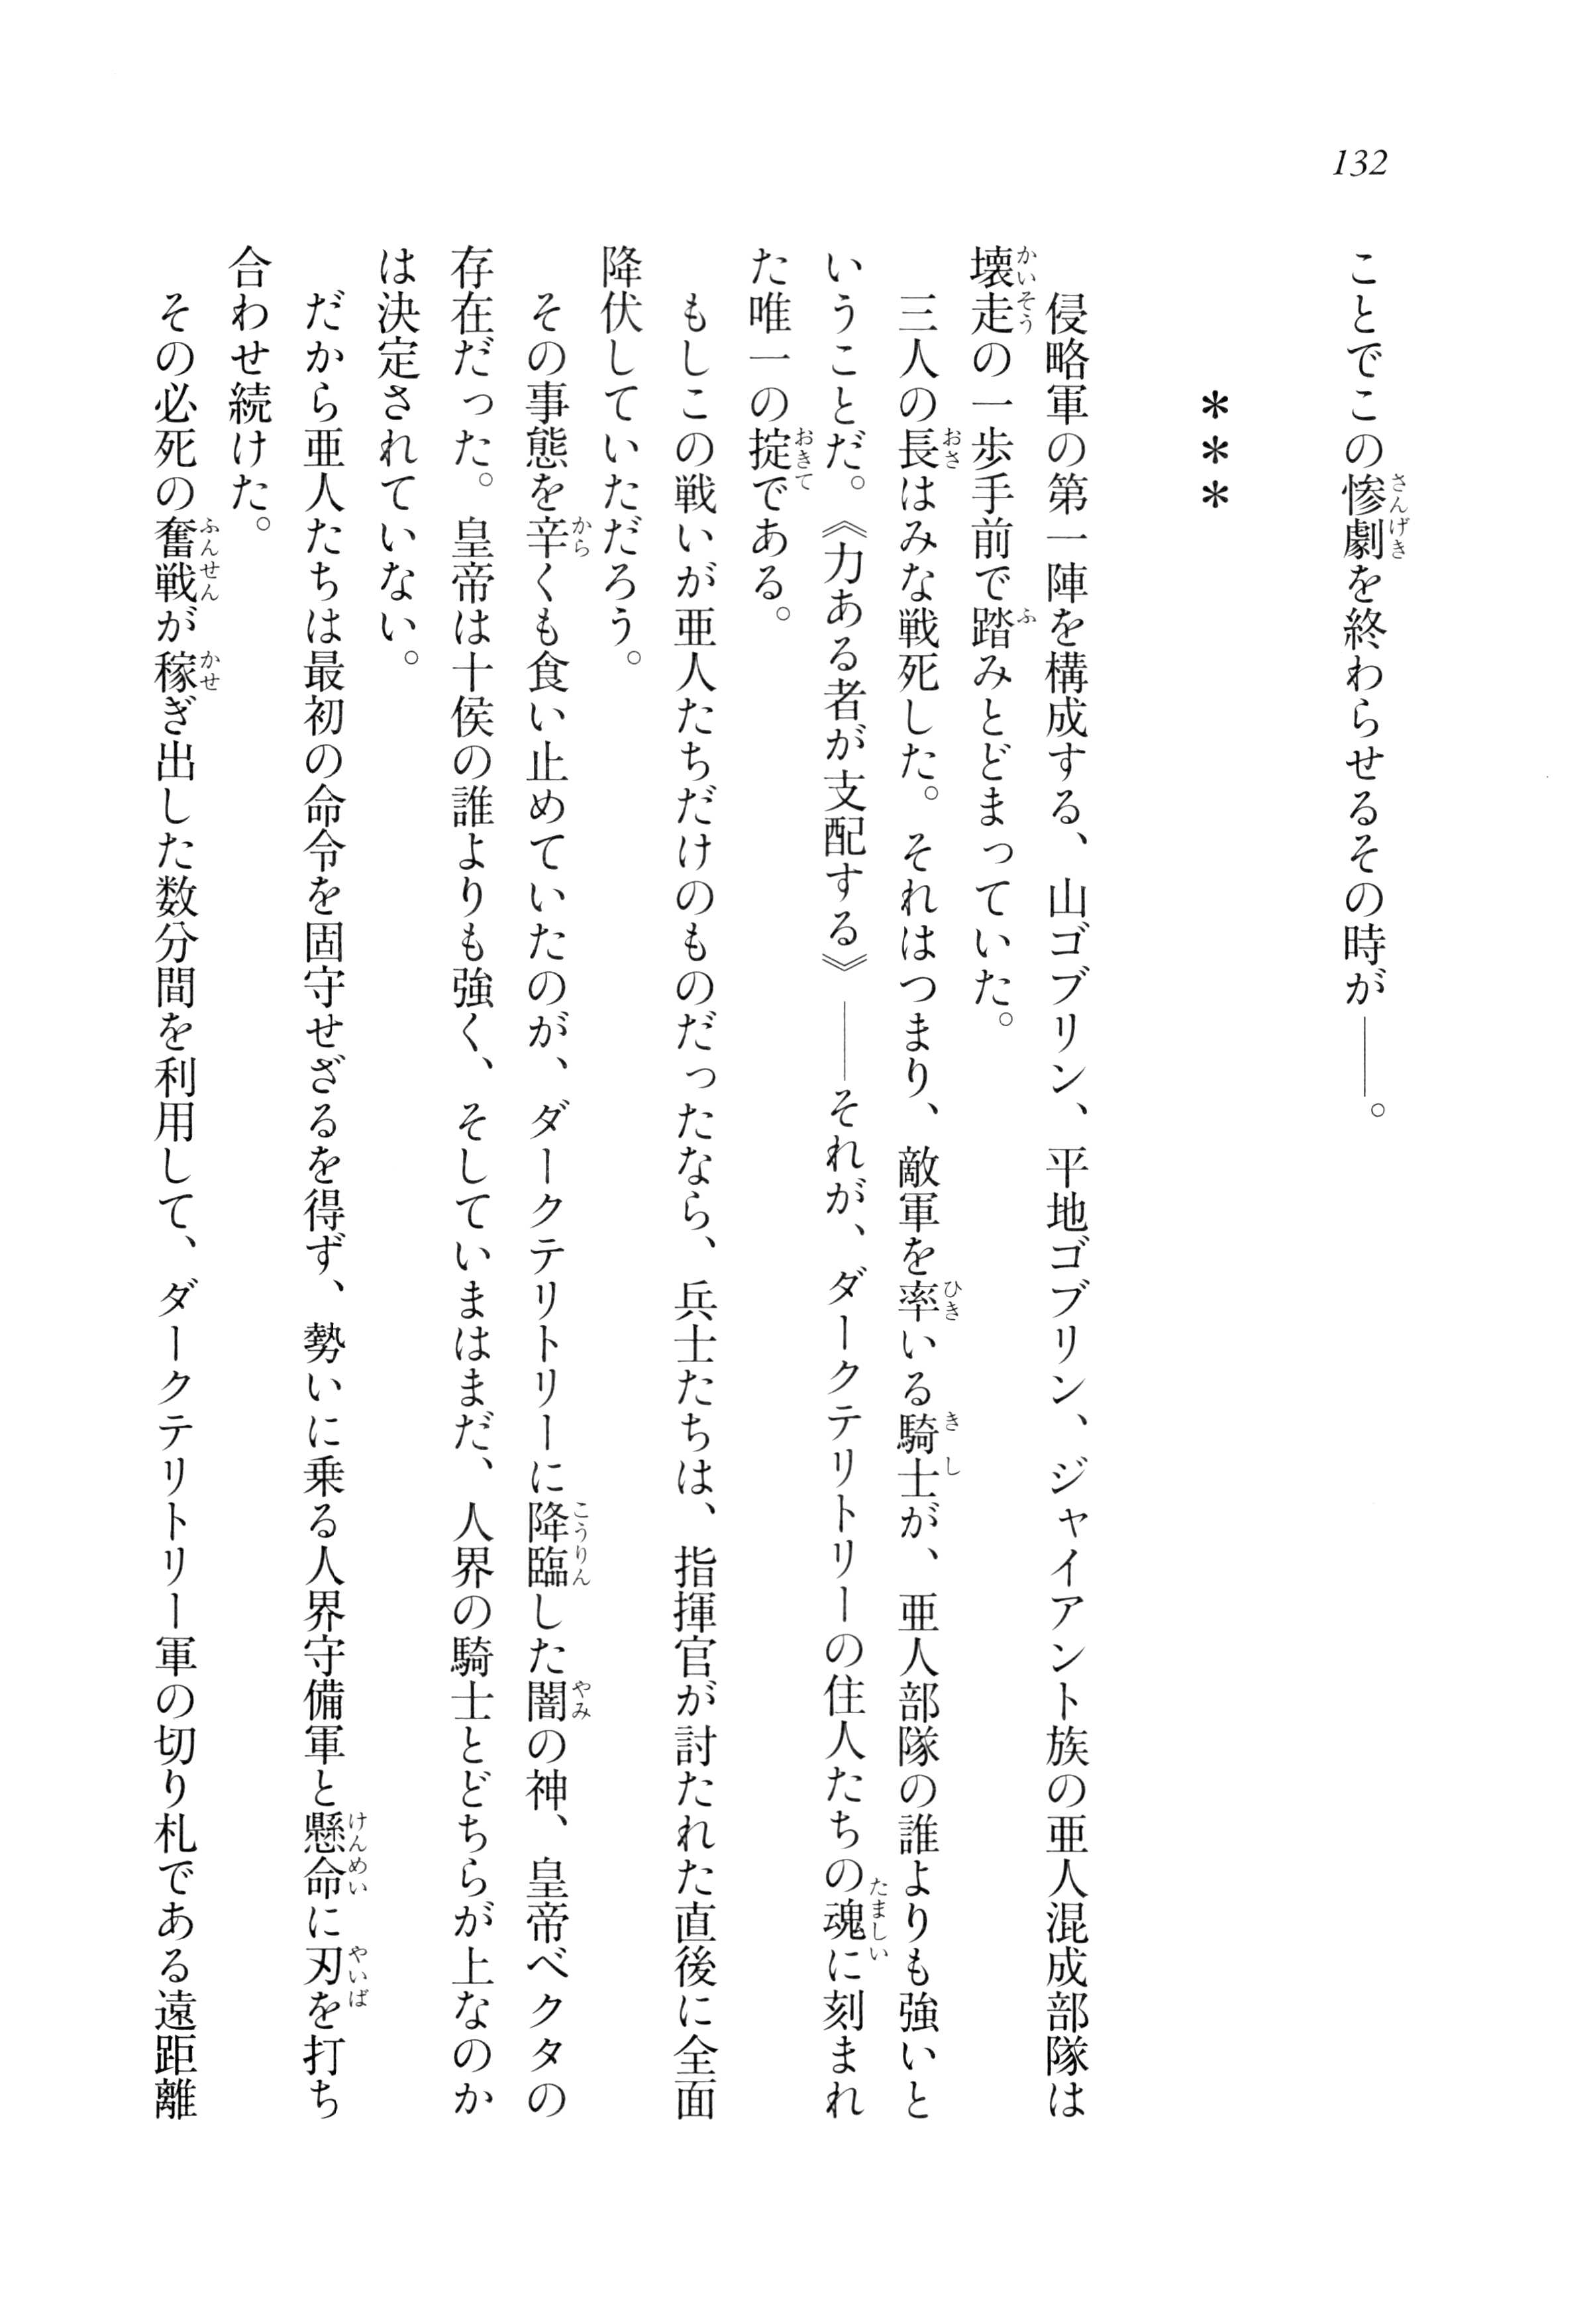 132
ことでこの惨劇を終わらせるその時が――。
＊＊＊
侵略軍の第一陣を構成する、山ゴブリン、平地ゴブリン、ジャイアント族の亜人混成部隊は
壊走の一歩手前で踏みとどまっていた。
三人の長はみな戦死した。それはつまり、敵軍を率いる騎士が、亜人部隊の誰よりも強いと
いうことだ。《力ある者が支配する》――それが、ダークテリトリーの住人たちの魂に刻まれ
た唯一の掟である。
もしこの戦いが亜人たちだけのものだったなら、兵士たちは、指揮官が討たれた直後に全面
降伏していただろう。
その事態を辛くも食い止めていたのが、ダークテリトリーに降臨した闇の神、皇帝ベクタの
存在だった。皇帝は十侯の誰よりも強く、そしていまはまだ、人界の騎士とどちらが上なのか
は決定されていない。
だから亜人たちは最初の命令を固守せざるを得ず、勢いに乗る人界守備軍と懸命に刃を打ち
合わせ続けた。
その必死の奮戦が稼ぎ出した数分間を利用して、ダークテリトリー軍の切り札である遠距離